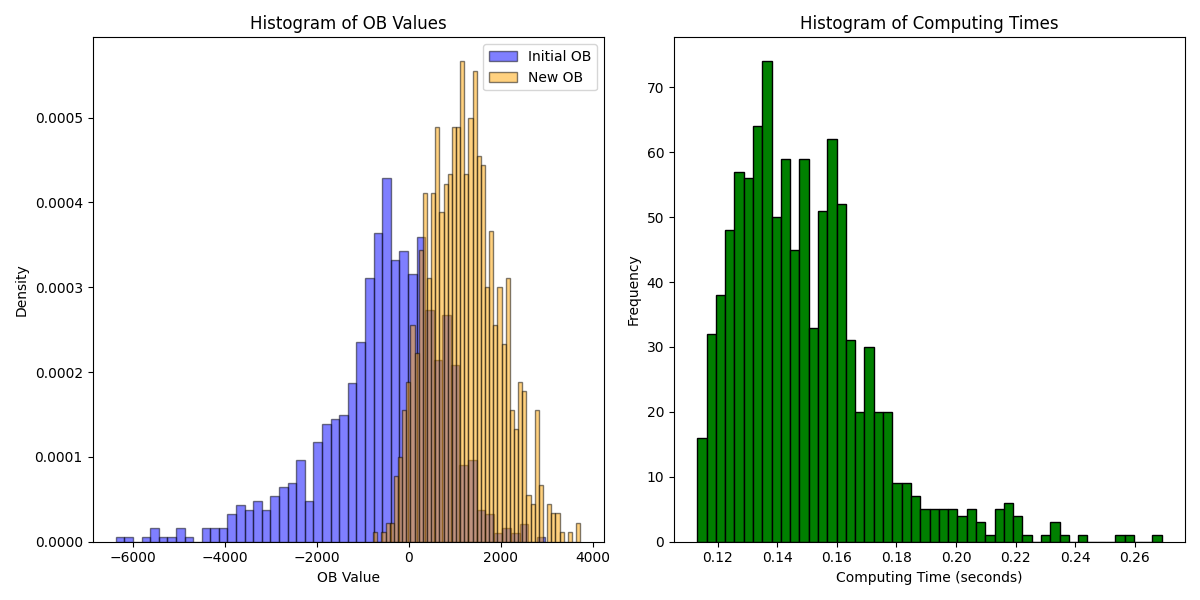 Histogram of OB Values
Initial OB
New OB
Density
0.0005
0.0004
0.0003
0.0002
0.0001
0.0000
−6000 −4000 −2000 0 2000 4000
OB Value
Histogram of Computing Times
Frequency
70
60
50
40
30
20
10
0
0.12 0.14 0.16 0.18 0.20 0.22 0.24 0.26
Computing Time (seconds)